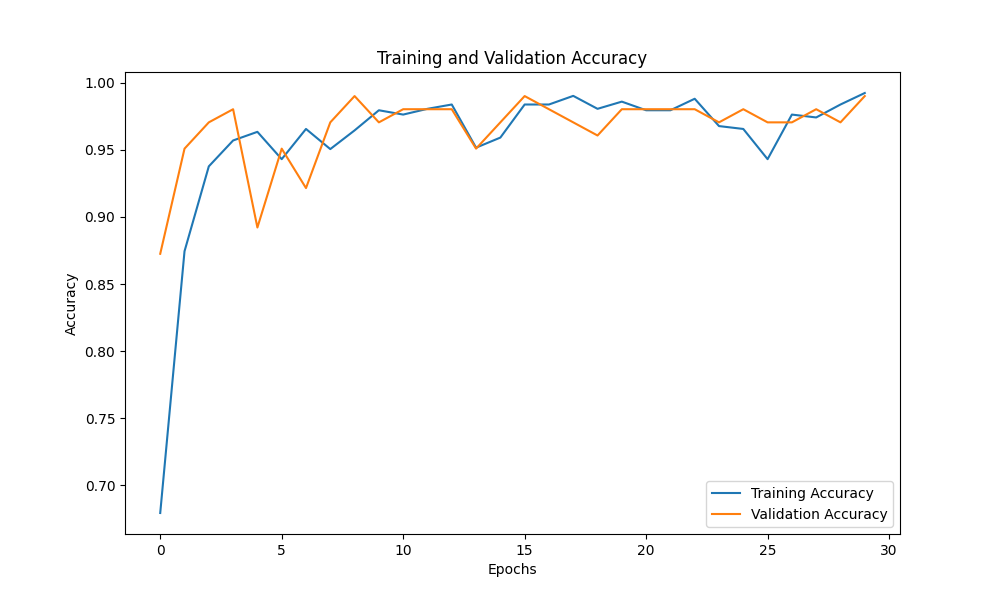 Training and Validation Accuracy
1.00
0.95
0.90
0.85
0.80
0.75
0.70
Accuracy
Training Accuracy
Validation Accuracy
0 5 10 15 20 25 30
Epochs